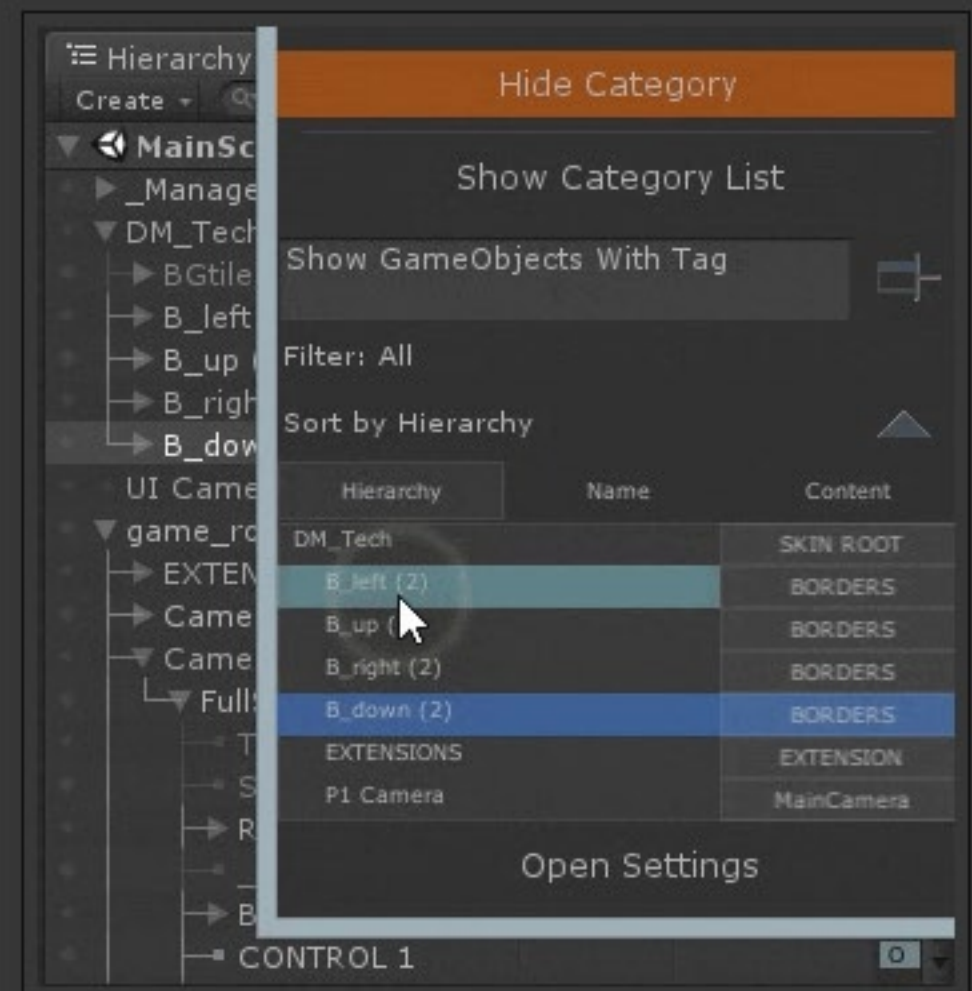 Hierarchy
Create
MainSc
_Manage
DM_Tech
BGtile
B_left
B_up (
B_righ
B_dow
UI Came
game_ro
EXTEN
Came
Came
Full
T
S
R
B
CONTROL 1
O
Hide Category
Show Category List
Show GameObjects With Tag
Filter: All
Sort by Hierarchy
Hierarchy Name Content
DM_Tech SKIN ROOT
B_left (2) BORDERS
B_up ( BORDERS
B_right (2) BORDERS
B_down (2) BORDERS
EXTENSIONS EXTENSION
P1 Camera MainCamera
Open Settings